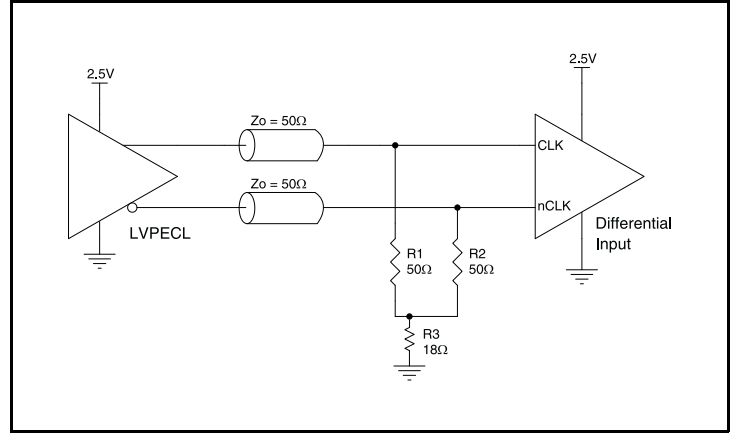 2.5V
2.5V
Zo = 50Ω
CLK
Zo = 50Ω
nCLK
LVPECL
Differential
Input
R1
50Ω
R2
50Ω
R3
18Ω